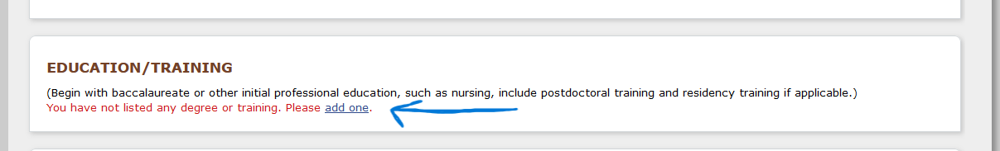 EDUCATION/TRAINING
(Begin with baccalaureate or other initial professional education, such as nursing, include postdoctoral training and residency training if applicable.)
You have not listed any degree or training. Please add one.